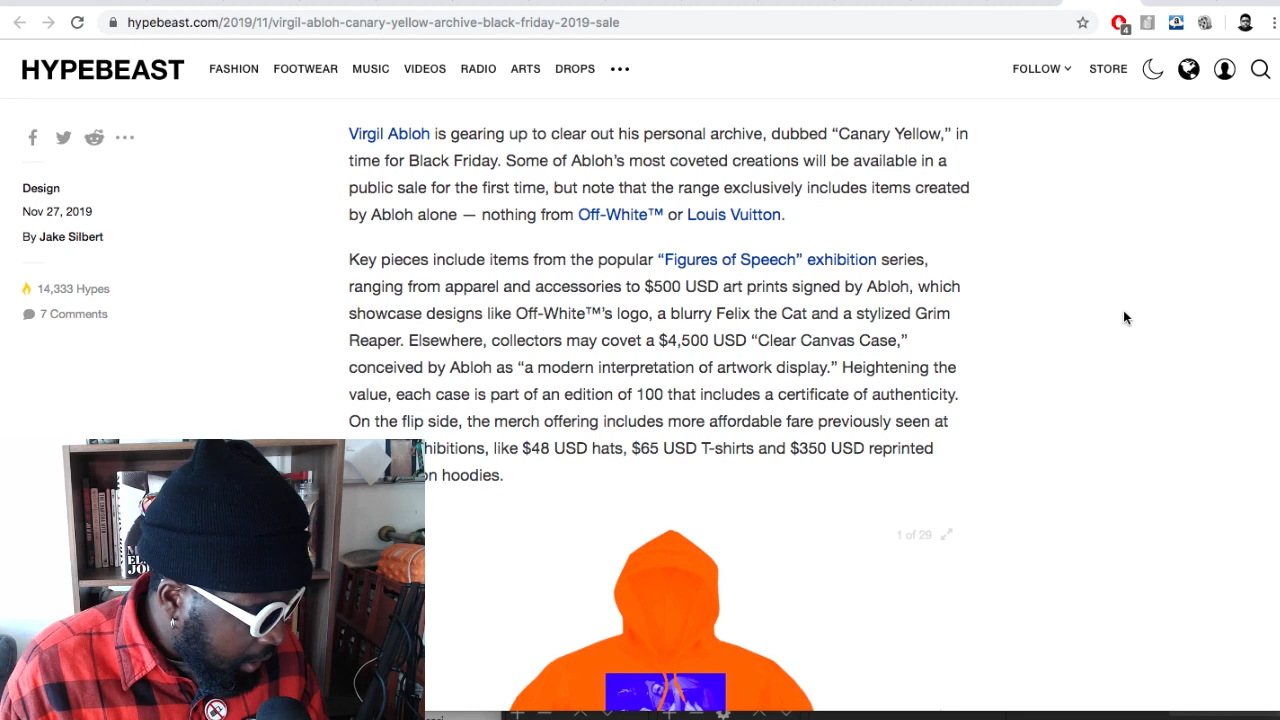 hypebeast.com/2019/11/virgil-abloh-canary-yellow-archive-black-friday-2019-sale
4
HYPEBEAST FASHION FOOTWEAR MUSIC VIDEOS RADIO ARTS DROPS ••• FOLLOW STORE
Virgil Abloh is gearing up to clear out his personal archive, dubbed “Canary Yellow,” in
time for Black Friday. Some of Abloh’s most coveted creations will be available in a
public sale for the first time, but note that the range exclusively includes items created
by Abloh alone — nothing from Off-White™ or Louis Vuitton.
Design
Nov 27, 2019
By Jake Silbert
14,333 Hypes
7 Comments
Key pieces include items from the popular “Figures of Speech” exhibition series,
ranging from apparel and accessories to $500 USD art prints signed by Abloh, which
showcase designs like Off-White™’s logo, a blurry Felix the Cat and a stylized Grim
Reaper. Elsewhere, collectors may covet a $4,500 USD “Clear Canvas Case,”
conceived by Abloh as “a modern interpretation of artwork display.” Heightening the
value, each case is part of an edition of 100 that includes a certificate of authenticity.
On the flip side, the merch offering includes more affordable fare previously seen at
hibitions, like $48 USD hats, $65 USD T-shirts and $350 USD reprinted
on hoodies.
1 of 29